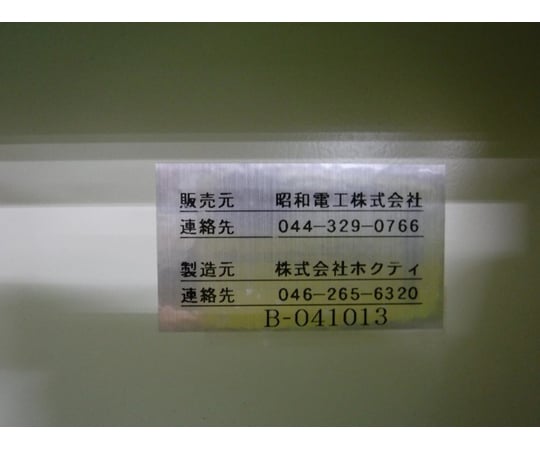 販売元 昭和電工株式会社
連絡先 044-329-0766
製造元 株式会社ホクティ
連絡先 046-265-6320
B-041013